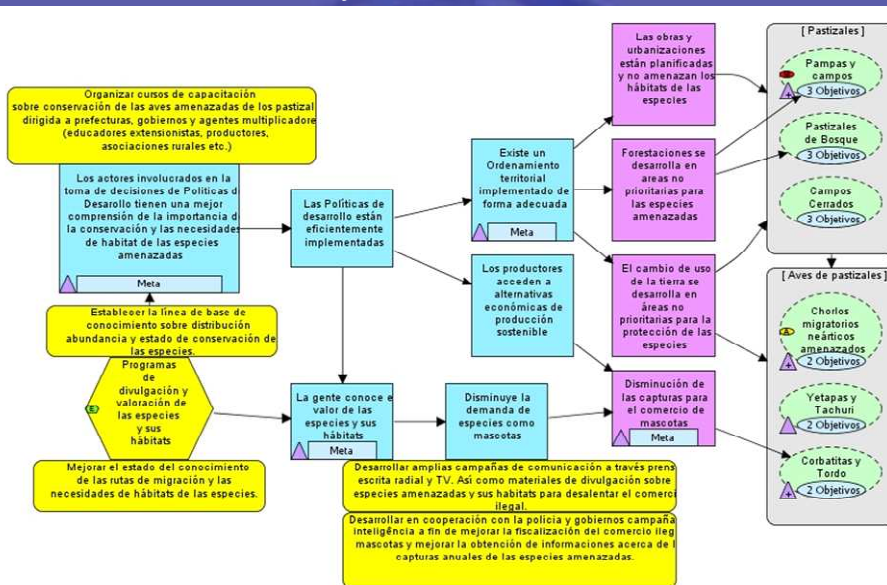 Organizar cursos de capacitación
sobre conservación de las aves amenazadas de los pastizal
dirigida a prefecturas, gobiernos y agentes multiplicadore
(educadores extensionistas, productores,
asociaciones rurales etc.)
Los actores involucrados en la
toma de decisiones de Politicas d
Desarollo tienen una mejor
comprensión de la importancia d
la conservación y las necesidades
de habitat de las especies
amenazadas
Meta
Establecer la línea de base de
conocimiento sobre distribución
abundancia y estado de conservación de
las especies.
Programas
de
divulgación y
valoración de
las especies
y sus
hábitats
E
Mejorar el estado del conocimiento
de las rutas de migración y las
necesidades de hábitats de las especies.
Las Políticas de
desarrollo están
eficientemente
implementadas
La gente conoce e
valor de las
especies y sus
hábitats
Meta
Existe un
Ordenamiento
territorial
implementado de
forma adecuada
Meta
Los productores
acceden a
alternativas
económicas de
producción
sostenible
Disminuye la
demanda de
especies como
mascotas
Desarrollar amplias campañas de comunicación a través prens
escrita radial y TV. Así como materiales de divulgación sobre
especies amenazadas y sus habitats para desalentar el comerci
ilegal.
Desarrollar en cooperación con la policia y gobiernos campaña
inteligência a fin de mejorar la fiscalización del comercio ileg
mascotas y mejorar la obtención de informaciones acerca de l
capturas anuales de las especies amenazadas.
Las obras y
urbanizaciones
están planificadas
y no amenazan los
hábitats de las
especies
Forestaciones se
desarrolla en
areas no
prioritarias para
las especies
amenazadas
El cambio de uso
de la tierra se
desarrolla en
áreas no
prioritarias para la
protección de las
especies
Disminución de
las capturas para
el comercio de
mascotas
Meta
[ Pastizales ]
Pampas y
campos
3 Objetivos
Pastizales
de Bosque
3 Objetivos
Campos
Cerrados
3 Objetivos
[ Aves de pastizales ]
Chorlos
migratorios
neárticos
amenazados
A
2 Objetivos
Yetapas y
Tachuri
2 Objetivos
Corbatitas y
Tordo
2 Objetivos